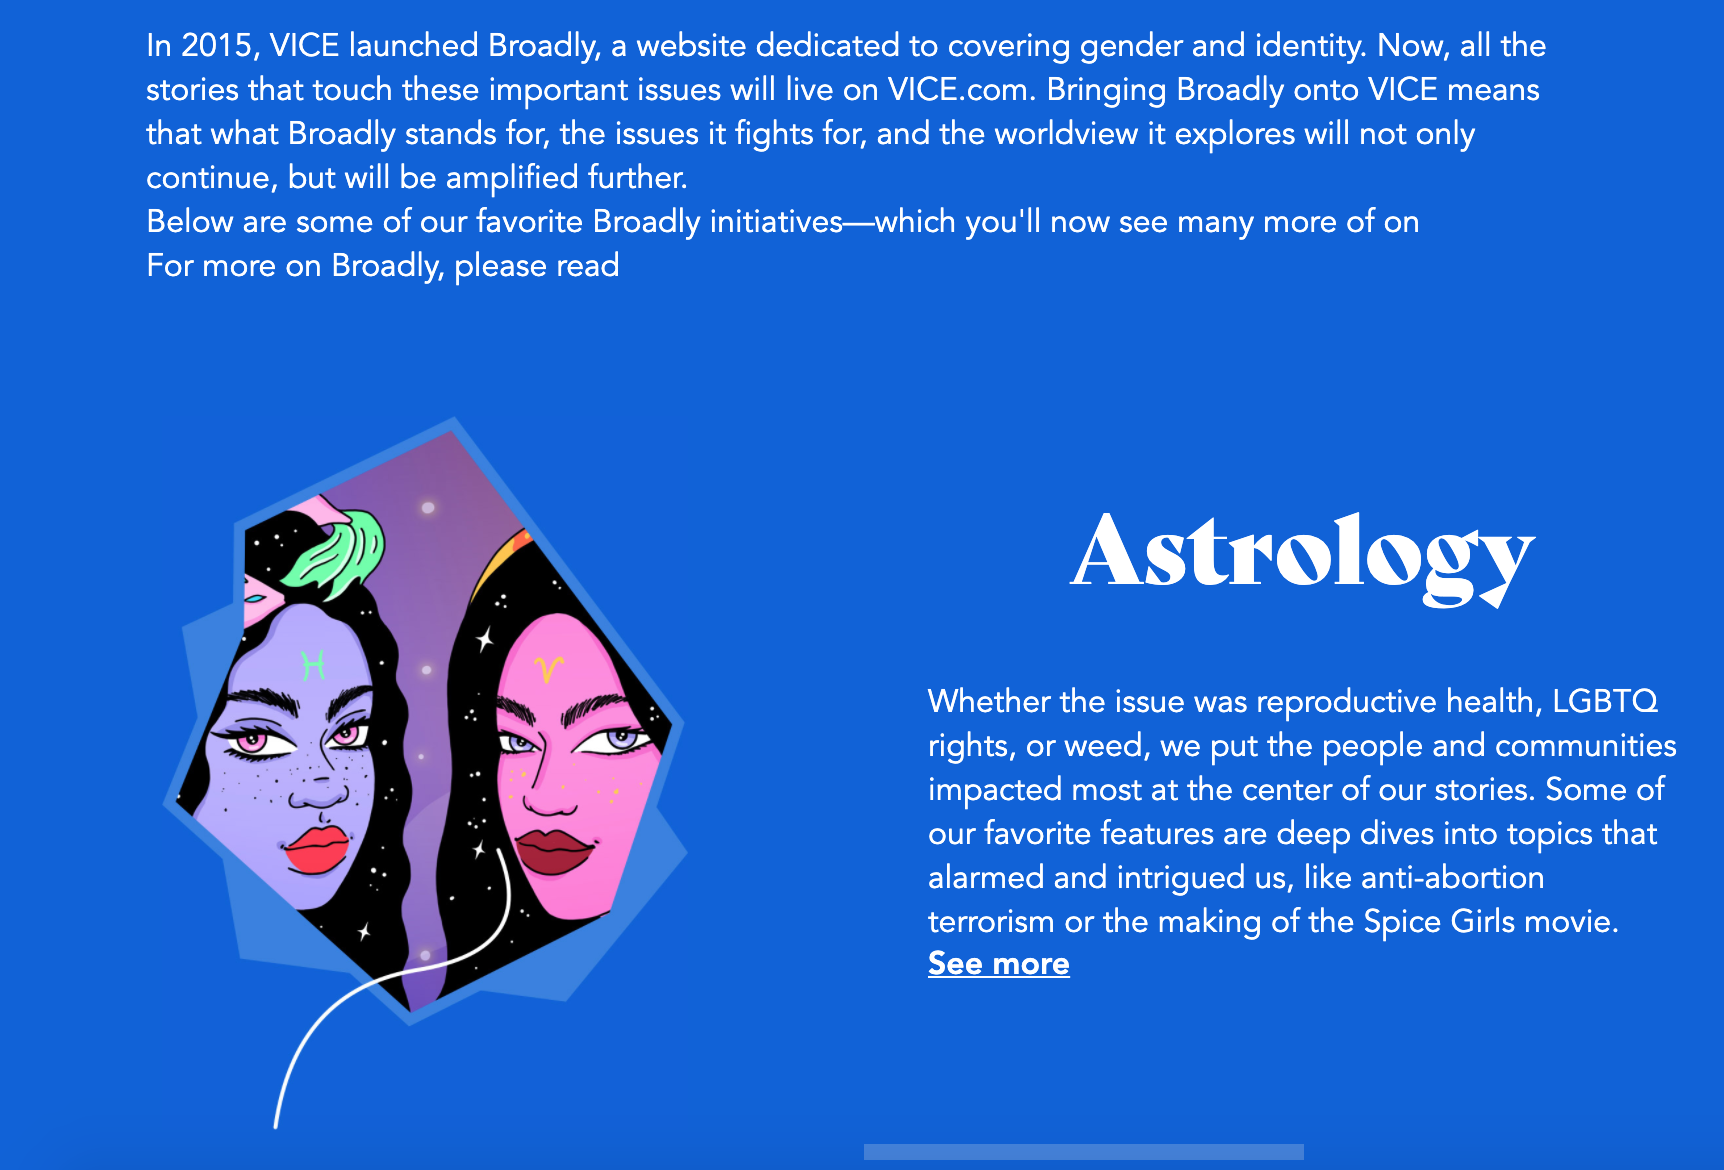 In 2015, VICE launched Broadly, a website dedicated to covering gender and identity. Now, all the
stories that touch these important issues will live on VICE.com. Bringing Broadly onto VICE means
that what Broadly stands for, the issues it fights for, and the worldview it explores will not only
continue, but will be amplified further.
Below are some of our favorite Broadly initiatives—which you'll now see many more of on
For more on Broadly, please read
Astrology
♓ ♈
Whether the issue was reproductive health, LGBTQ
rights, or weed, we put the people and communities
impacted most at the center of our stories. Some of
our favorite features are deep dives into topics that
alarmed and intrigued us, like anti-abortion
terrorism or the making of the Spice Girls movie.
See more